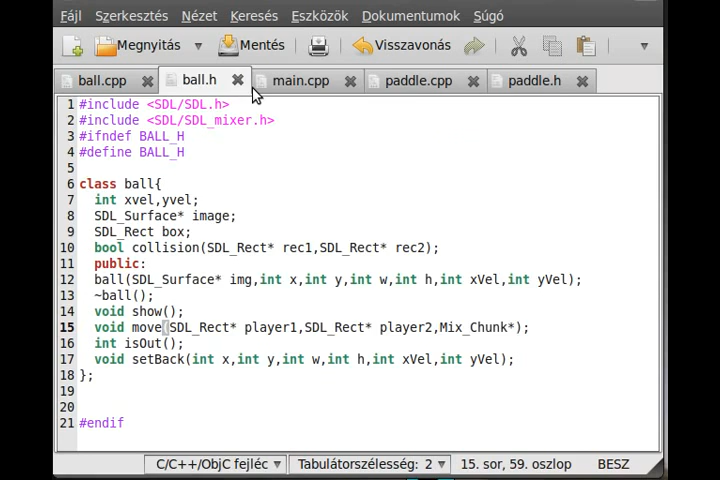 Fájl Szerkesztés Nézet Keresés Eszközök Dokumentumok Súgó
Megnyitás Mentés Visszavonás
ball.cpp ball.h main.cpp paddle.cpp paddle.h
1 #include <SDL/SDL.h>
2 #include <SDL/SDL_mixer.h>
3 #ifndef BALL_H
4 #define BALL_H
5
6 class ball{
7 int xvel,yvel;
8 SDL_Surface* image;
9 SDL_Rect box;
10 bool collision(SDL_Rect* rec1,SDL_Rect* rec2);
11 public:
12 ball(SDL_Surface* img,int x,int y,int w,int h,int xVel,int yVel);
13 ~ball();
14 void show();
15 void move(SDL_Rect* player1,SDL_Rect* player2,Mix_Chunk*);
16 int isOut();
17 void setBack(int x,int y,int w,int h,int xVel,int yVel);
18 };
19
20
21 #endif
C/C++/ObjC fejléc Tabulátorszélesség: 2 15. sor, 59. oszlop BESZ